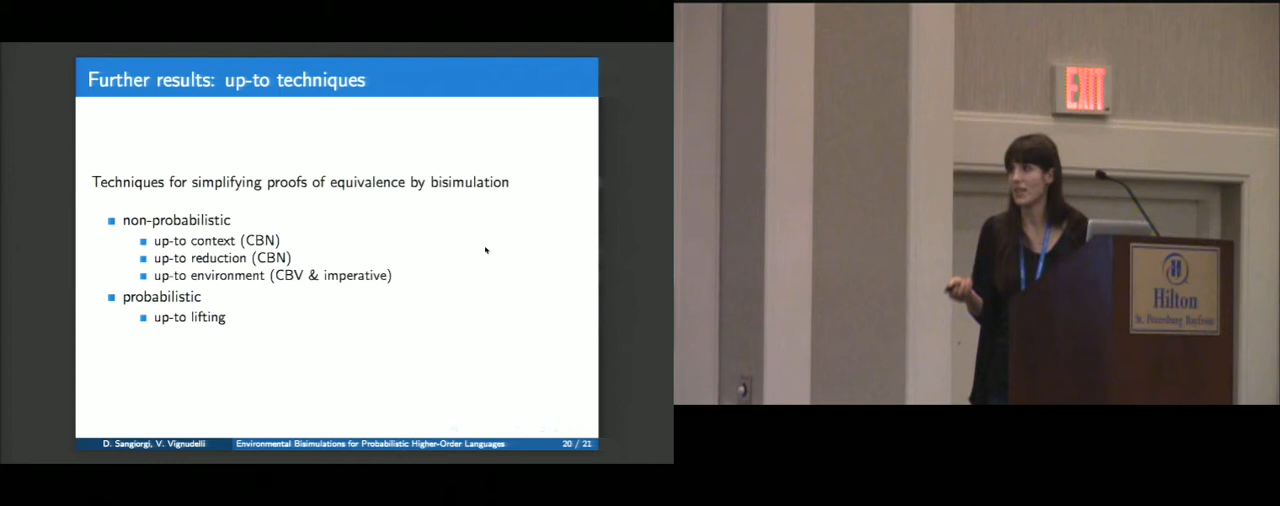 Further results: up-to techniques
Techniques for simplifying proofs of equivalence by bisimulation
non-probabilistic
up-to context (CBN)
up-to reduction (CBN)
up-to environment (CBV & imperative)
probabilistic
up-to lifting
D. Sangiorgi, V. Vignudelli
Environmental Bisimulations for Probabilistic Higher-Order Languages
20 / 21
EXIT
Hilton
St. Petersburg Bayfront